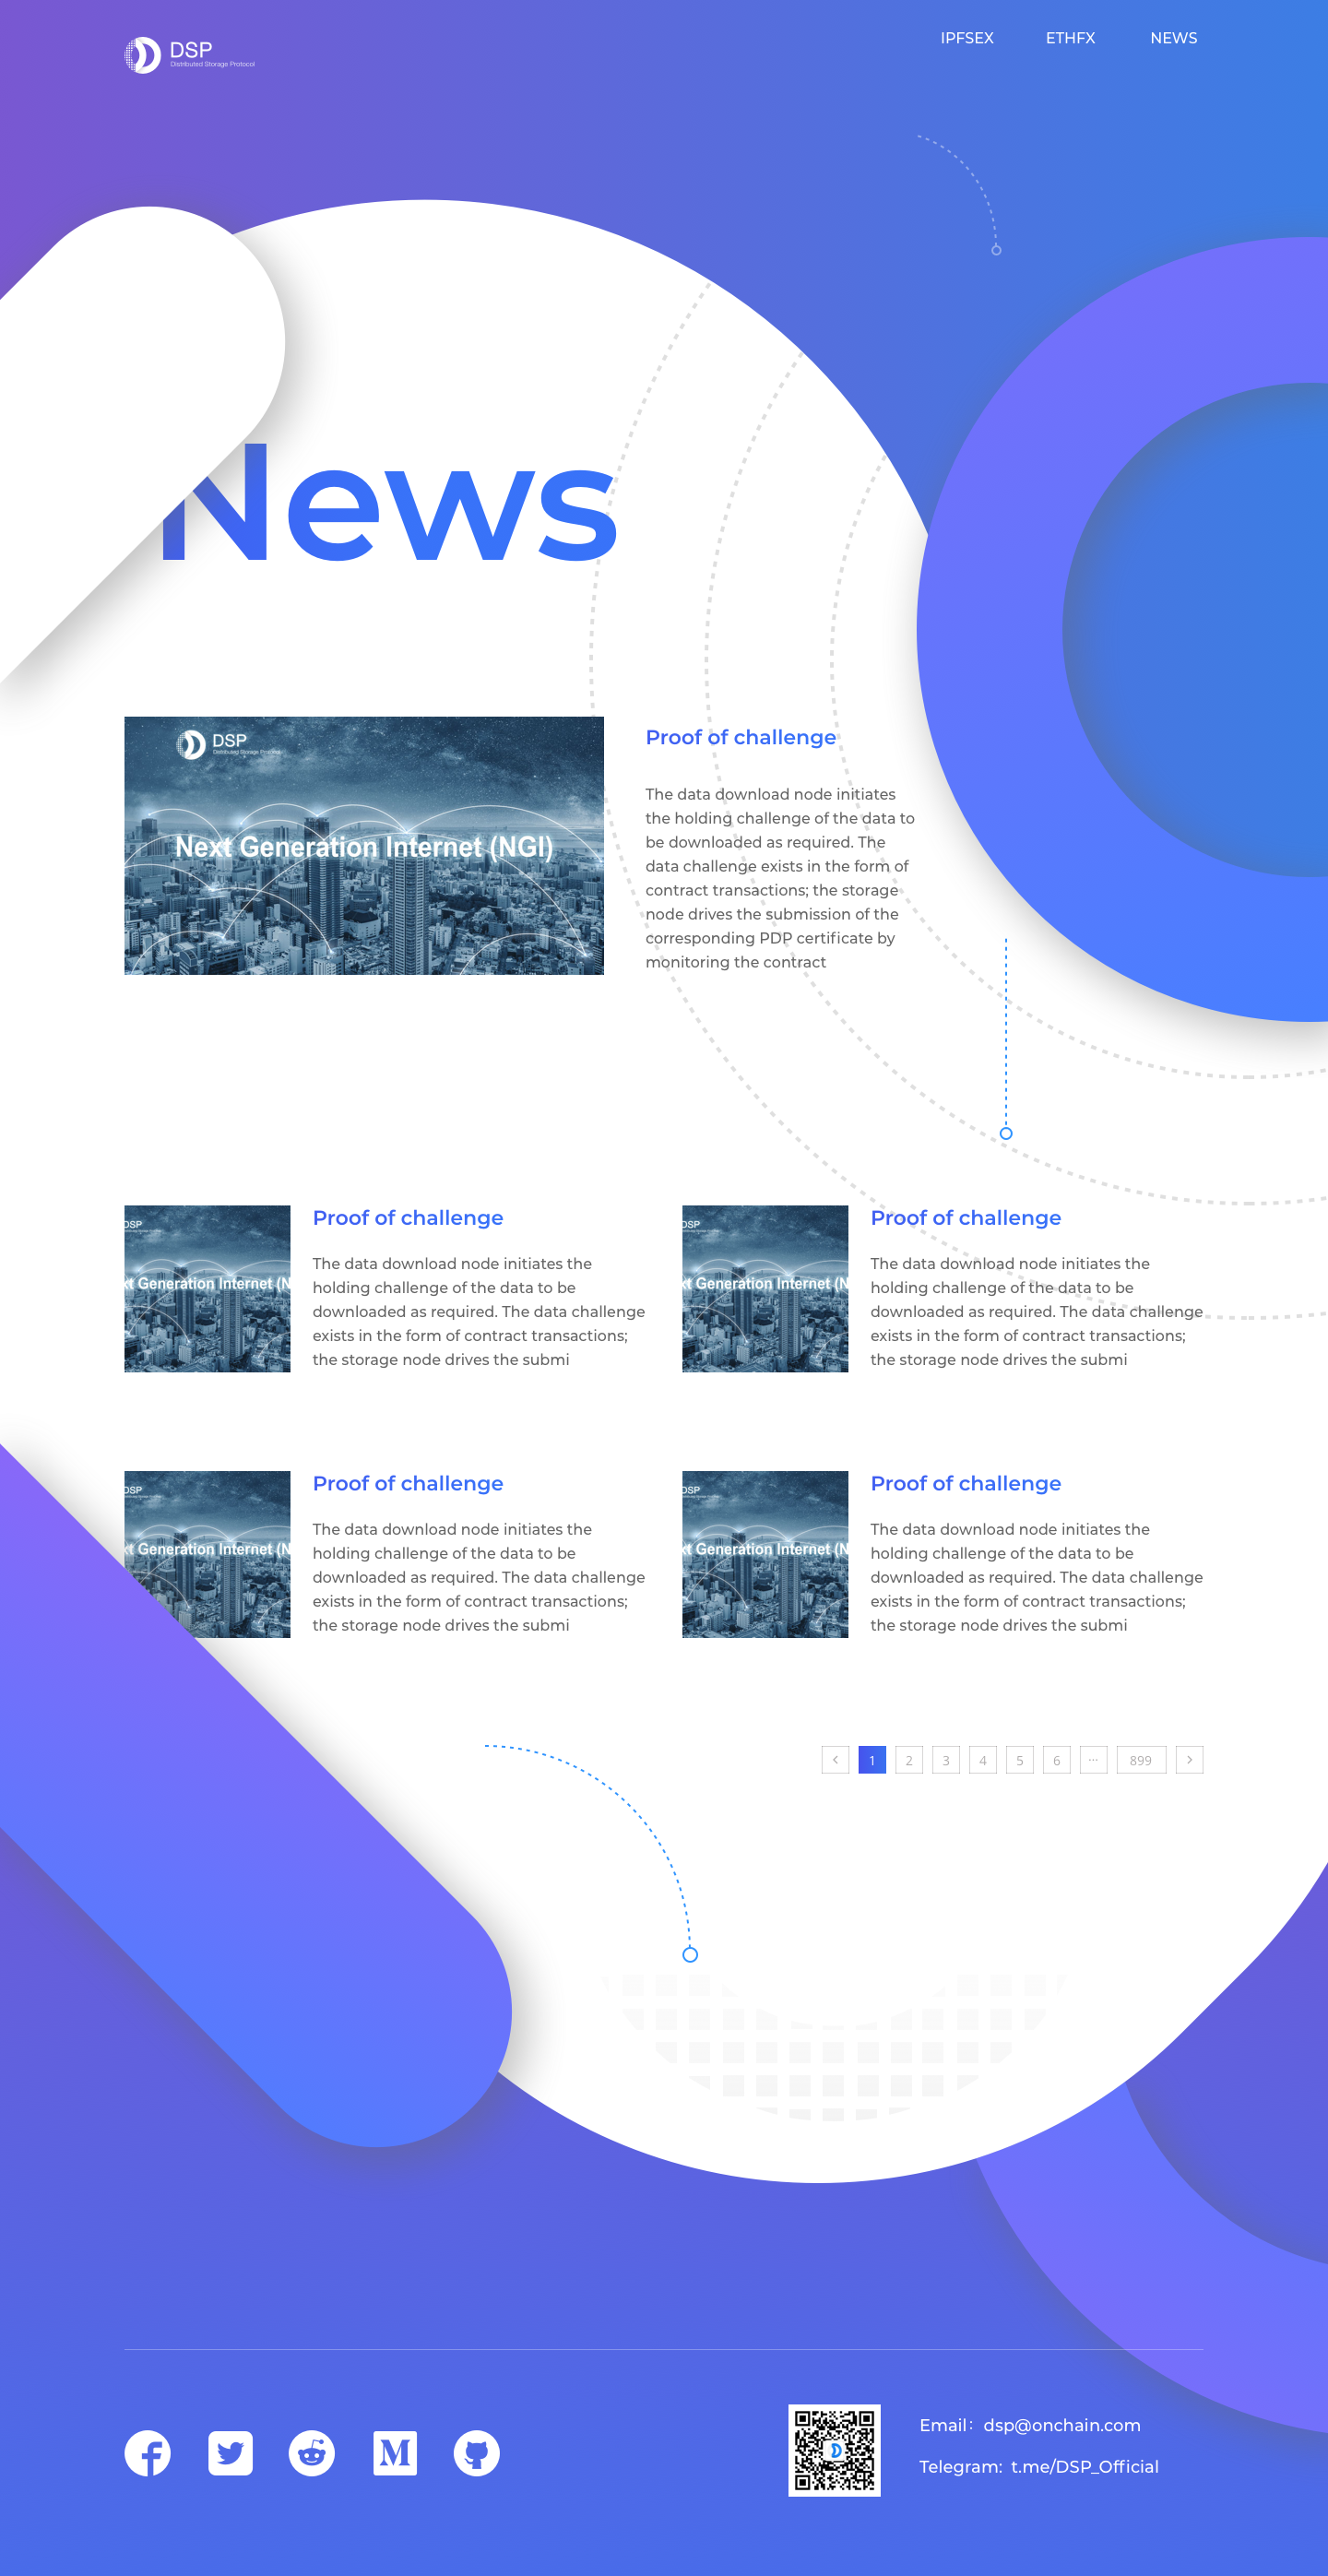 DSP
Distributed Storage Protocol
IPFSEX ETHFX NEWS
News
DSP
Next Generation Internet (NGI)
Proof of challenge
The data download node initiates
the holding challenge of the data to
be downloaded as required. The
data challenge exists in the form of
contract transactions; the storage
node drives the submission of the
corresponding PDP certificate by
monitoring the contract
DSP
xt Generation Internet (N
Proof of challenge
The data download node initiates the
holding challenge of the data to be
downloaded as required. The data challenge
exists in the form of contract transactions;
the storage node drives the submi
DSP
xt Generation Internet (N
Proof of challenge
The data download node initiates the
holding challenge of the data to be
downloaded as required. The data challenge
exists in the form of contract transactions;
the storage node drives the submi
DSP
xt Generation Internet (N
Proof of challenge
The data download node initiates the
holding challenge of the data to be
downloaded as required. The data challenge
exists in the form of contract transactions;
the storage node drives the submi
DSP
xt Generation Internet (N
Proof of challenge
The data download node initiates the
holding challenge of the data to be
downloaded as required. The data challenge
exists in the form of contract transactions;
the storage node drives the submi
< 1 2 3 4 5 6 ··· 899 >
M
Email： dsp@onchain.com
Telegram: t.me/DSP_Official